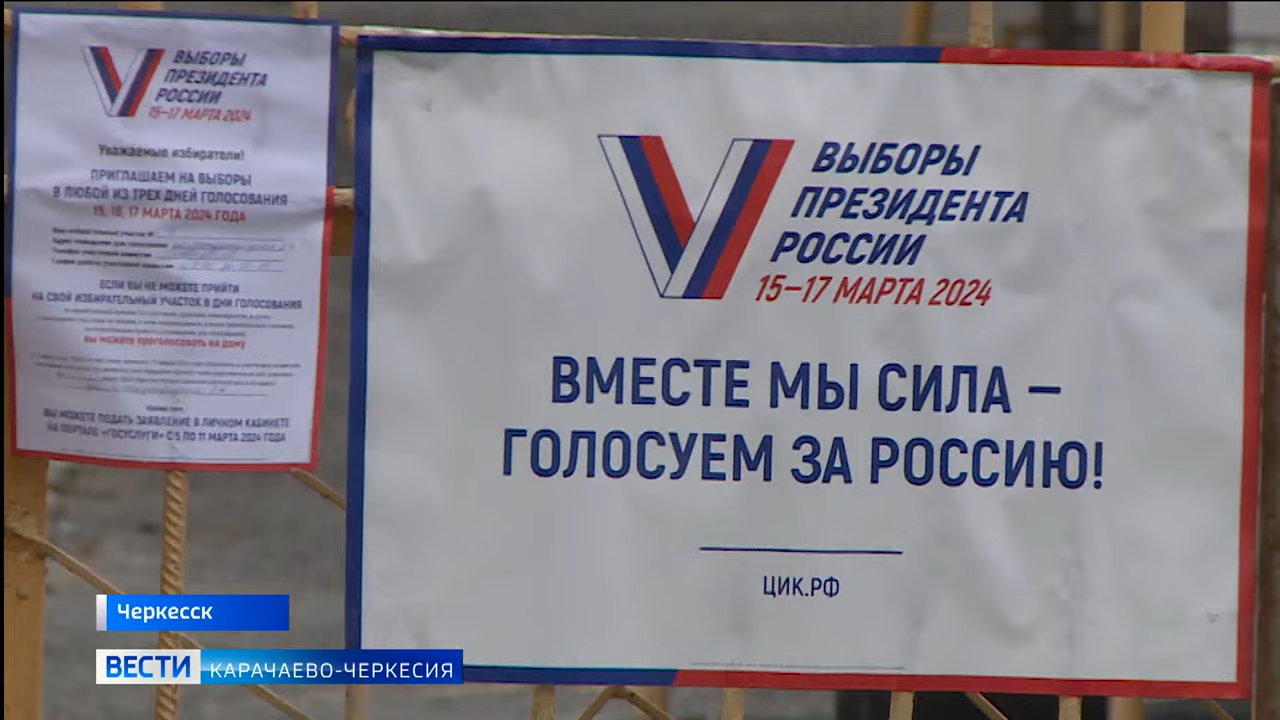 ВЫБОРЫ
ПРЕЗИДЕНТА
РОССИИ
15–17 МАРТА 2024
Уважаемые избиратели!
ПРИГЛАШАЕМ НА ВЫБОРЫ
В ЛЮБОЙ ИЗ ТРЕХ ДНЕЙ ГОЛОСОВАНИЯ
15, 16, 17 МАРТА 2024 ГОДА
ЕСЛИ ВЫ НЕ МОЖЕТЕ ПРИЙТИ
НА СВОЙ ИЗБИРАТЕЛЬНЫЙ УЧАСТОК В ДНИ ГОЛОСОВАНИЯ
вы можете проголосовать на дому
ВЫ МОЖЕТЕ ПОДАТЬ ЗАЯВЛЕНИЕ В ЛИЧНОМ КАБИНЕТЕ
НА ПОРТАЛЕ «ГОСУСЛУГИ» С 5 ПО 11 МАРТА 2024 ГОДА
ВЫБОРЫ
ПРЕЗИДЕНТА
РОССИИ
15–17 МАРТА 2024
ВМЕСТЕ МЫ СИЛА –
ГОЛОСУЕМ ЗА РОССИЮ!
ЦИК.РФ
Черкесск
ВЕСТИ КАРАЧАЕВО-ЧЕРКЕСИЯ